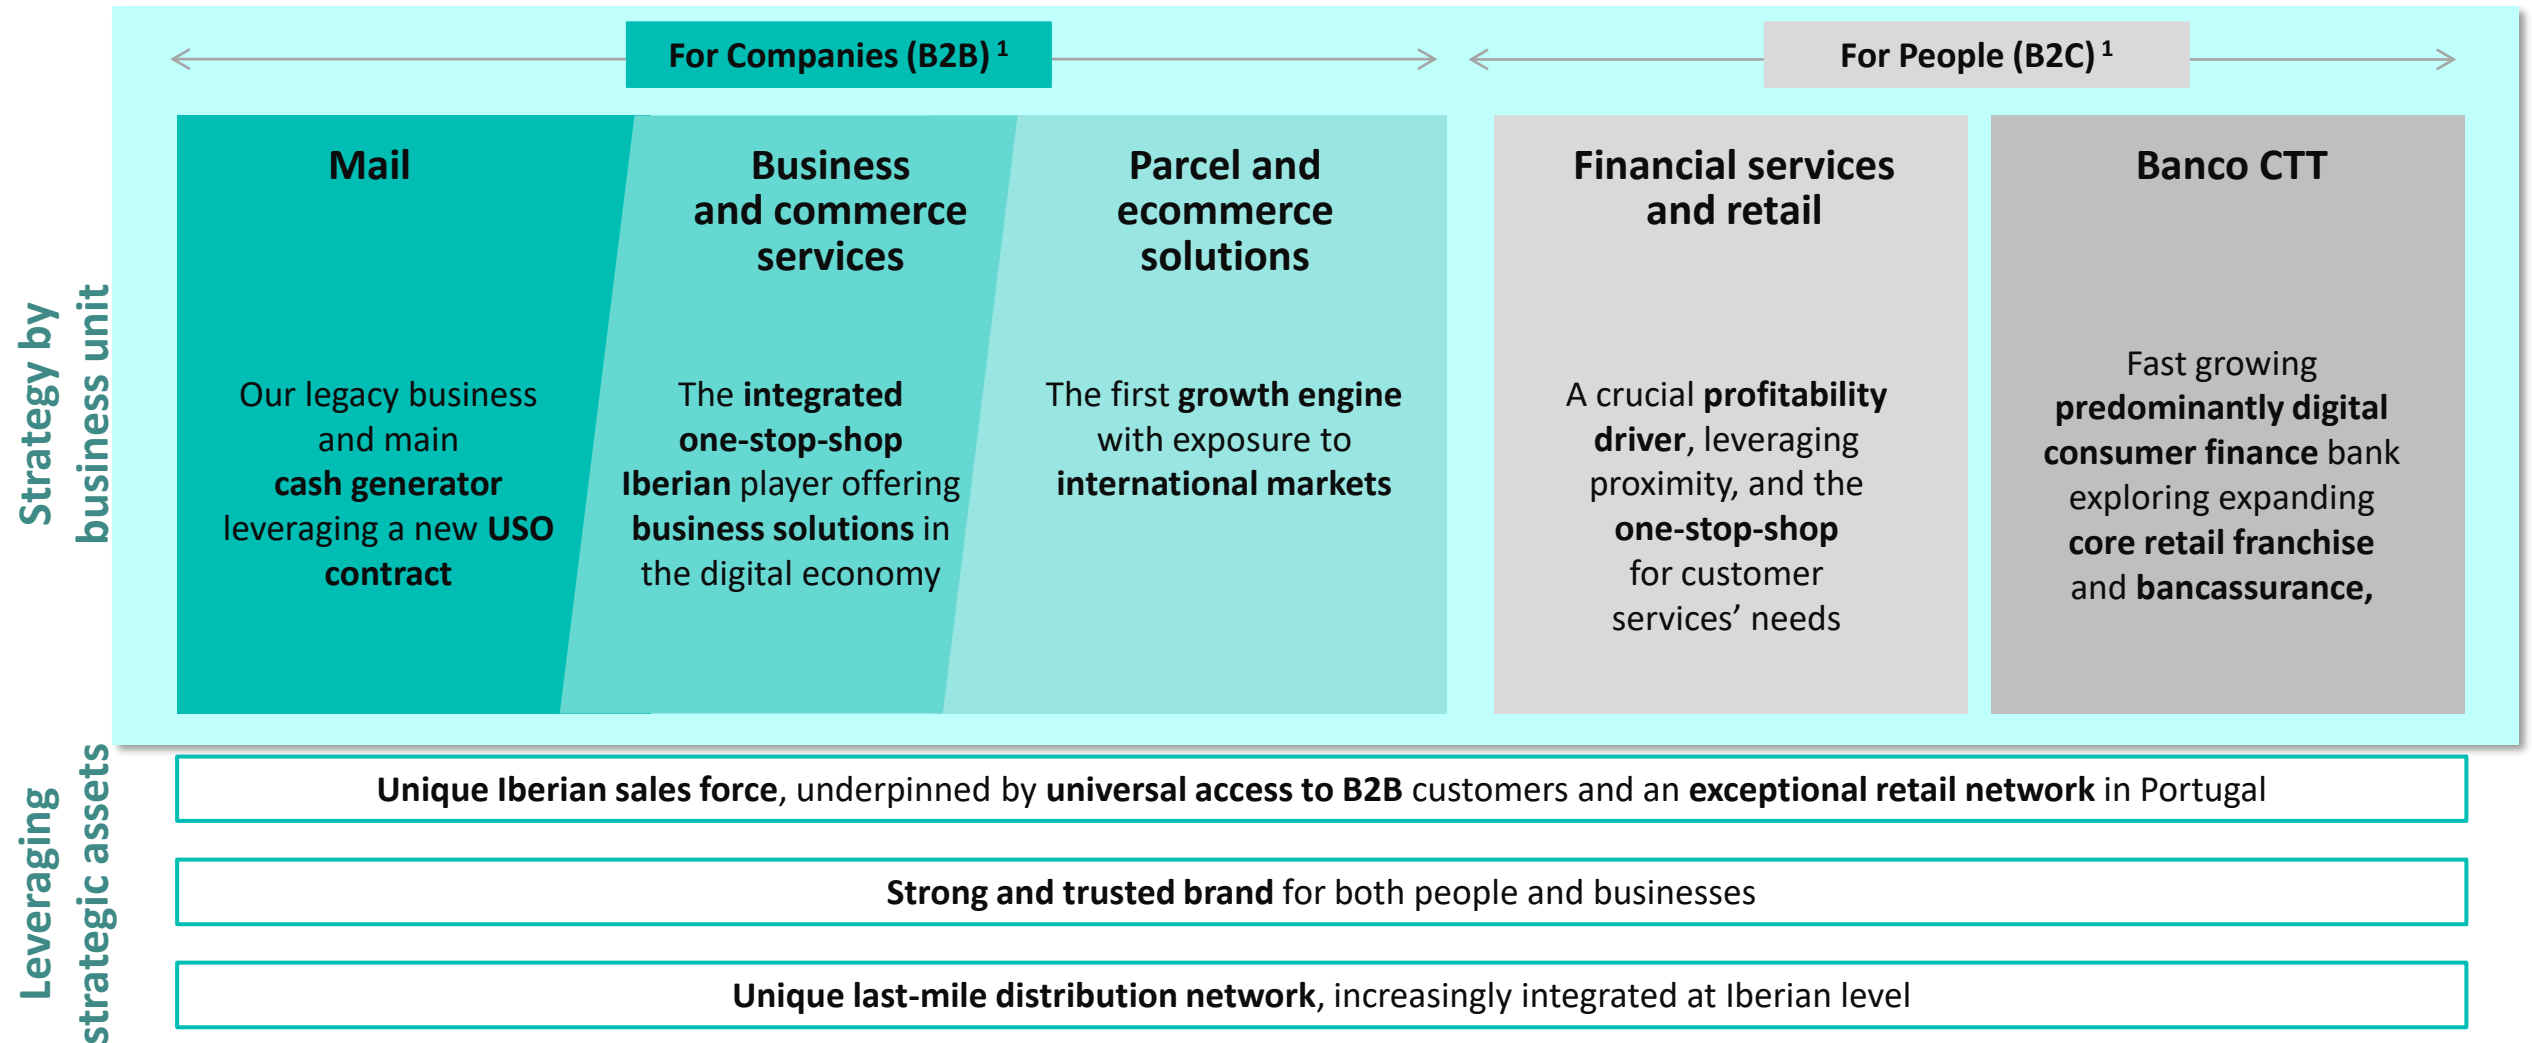 For Companies (B2B) 1
For People (B2C) 1
Strategy by
business unit
Mail
Our legacy business
and main
cash generator
leveraging a new USO
contract
Business
and commerce
services
The integrated
one-stop-shop
Iberian player offering
business solutions in
the digital economy
Parcel and
ecommerce
solutions
The first growth engine
with exposure to
international markets
Financial services
and retail
A crucial profitability
driver, leveraging
proximity, and the
one-stop-shop
for customer
services’ needs
Banco CTT
Fast growing
predominantly digital
consumer finance bank
exploring expanding
core retail franchise
and bancassurance,
Leveraging
strategic assets
Unique Iberian sales force, underpinned by universal access to B2B customers and an exceptional retail network in Portugal
Strong and trusted brand for both people and businesses
Unique last-mile distribution network, increasingly integrated at Iberian level